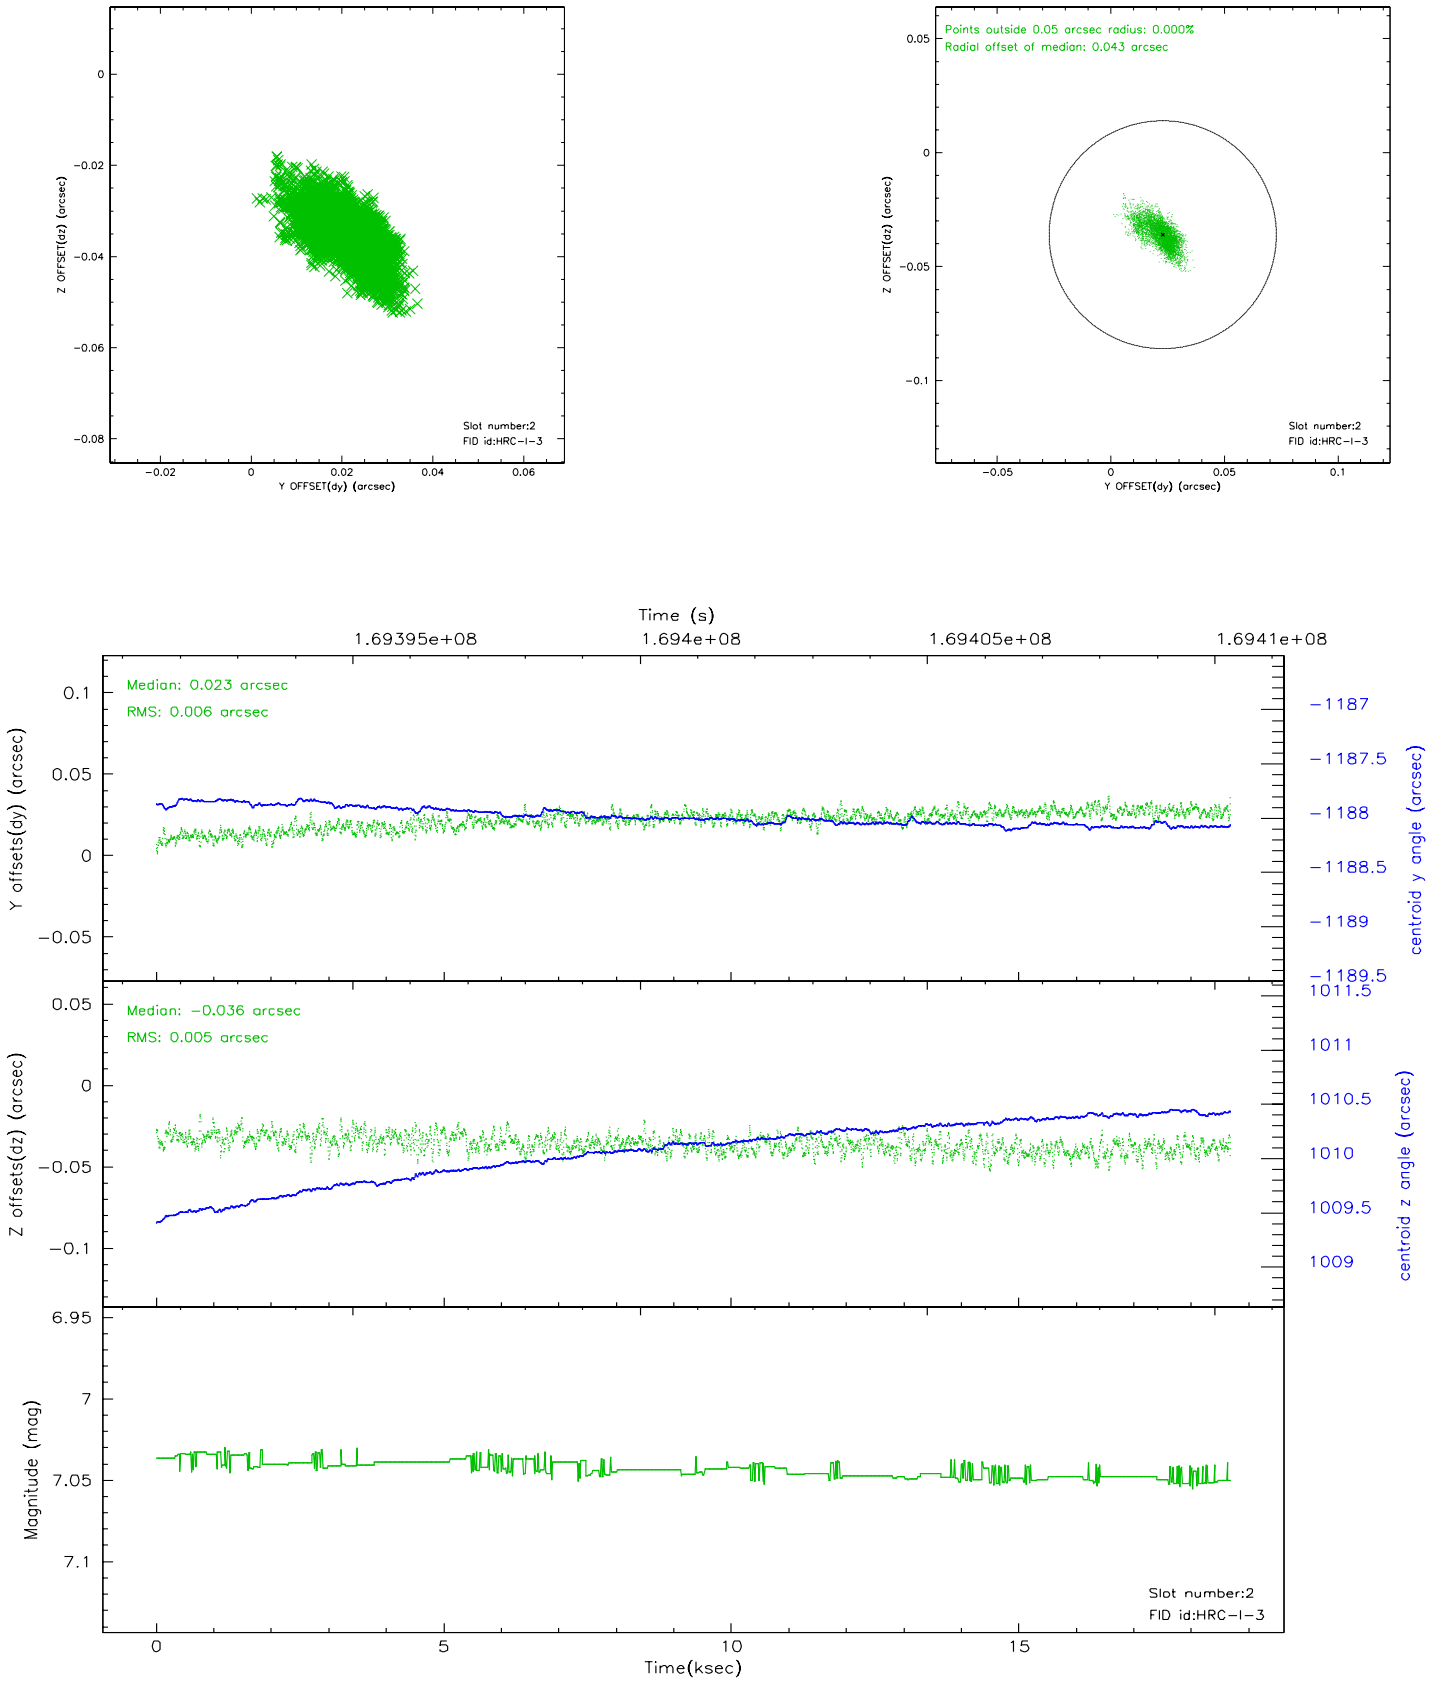 0
-0.02
-0.04
-0.06
-0.08
Z OFFSET(dz) (arcsec)
Slot number:2
FID id:HRC-I-3
-0.02
0
0.02
0.04
0.06
Y OFFSET(dy) (arcsec)
Points outside 0.05 arcsec radius: 0.000%
Radial offset of median: 0.043 arcsec
0.05
0
-0.05
-0.1
Z OFFSET(dz) (arcsec)
Slot number:2
FID id:HRC-I-3
-0.05
0
0.05
0.1
Y OFFSET(dy) (arcsec)
Time (s)
1.69395e+08
1.694e+08
1.69405e+08
1.6941e+08
Median: 0.023 arcsec
RMS: 0.006 arcsec
0.1
0.05
0
-0.05
Y offsets(dy) (arcsec)
-1187
-1187.5
-1188
-1188.5
-1189
-1189.5
centroid y angle (arcsec)
Median: -0.036 arcsec
RMS: 0.005 arcsec
0.05
0
-0.05
-0.1
Z offsets(dz) (arcsec)
1011.5
1011
1010.5
1010
1009.5
1009
centroid z angle (arcsec)
6.95
7
7.05
7.1
Magnitude (mag)
Slot number:2
FID id:HRC-I-3
0
5
10
15
Time(ksec)